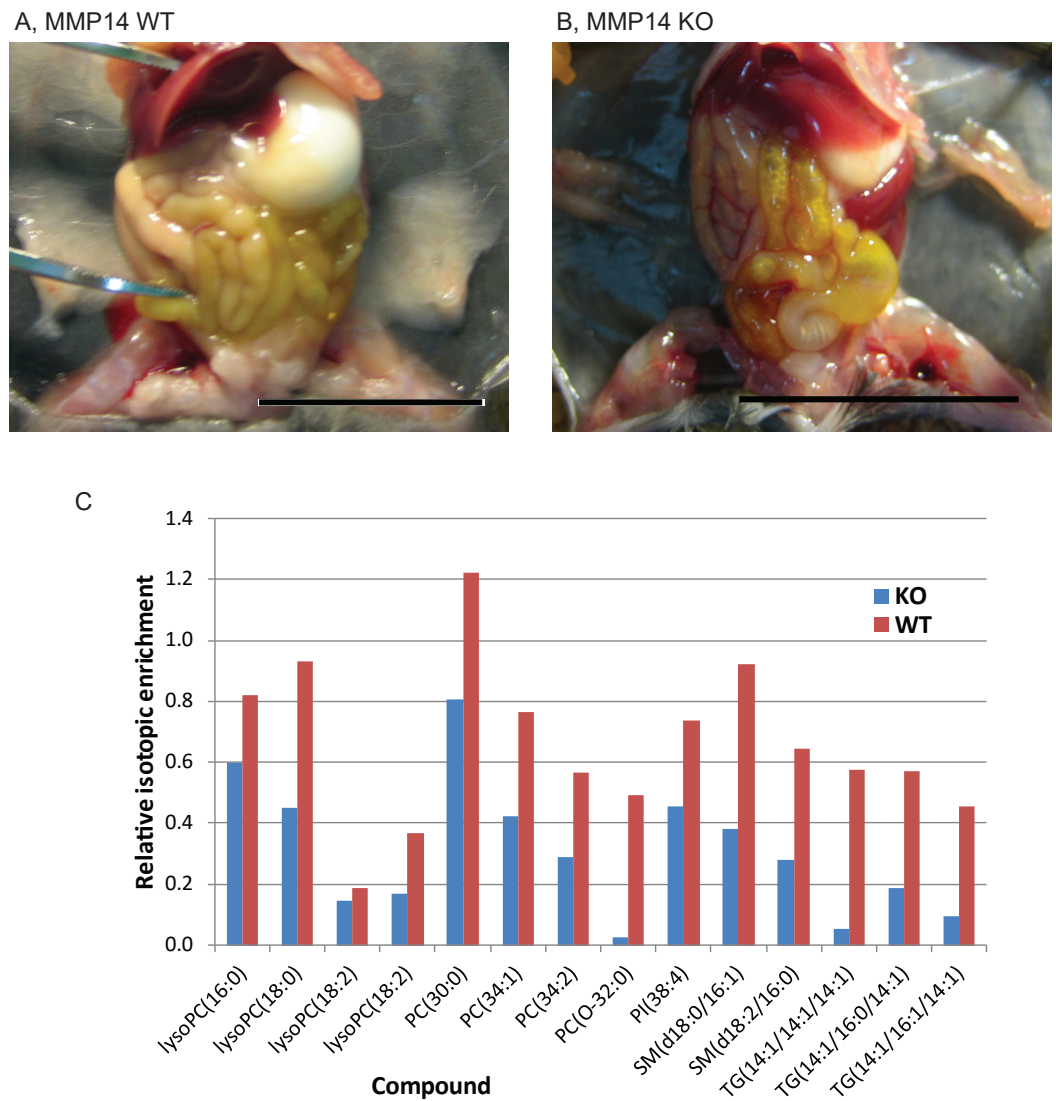 A, MMP14 WT
B, MMP14 KO
C
1.4
1.2
1.0
0.8
0.6
0.4
0.2
0.0
Relative isotopic enrichment
KO
WT
lysoPC(16:0)
lysoPC(18:0)
lysoPC(18:2)
lysoPC(18:2)
PC(30:0)
PC(34:1)
PC(34:2)
PC(O-32:0)
PI(38:4)
SM(d18:0/16:1)
SM(d18:2/16:0)
TG(14:1/14:1/14:1)
TG(14:1/16:0/14:1)
TG(14:1/16:1/14:1)
Compound